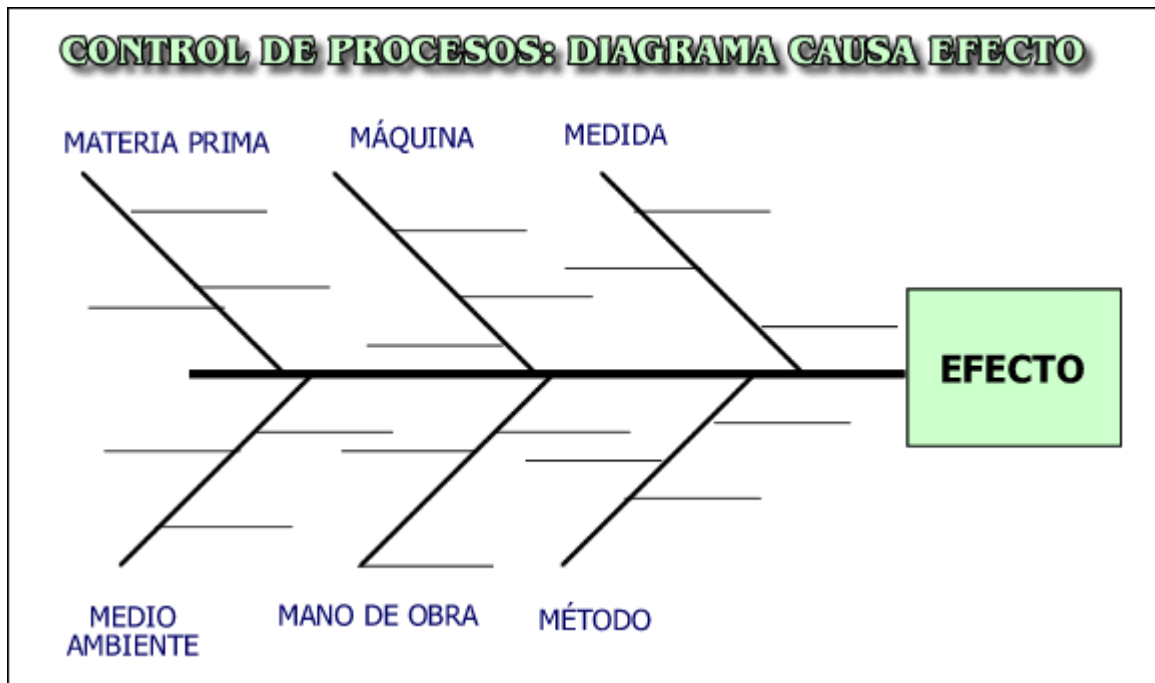 CONTROL DE PROCESOS: DIAGRAMA CAUSA EFECTO
MATERIA PRIMA
MÁQUINA
MEDIDA
EFECTO
MEDIO
AMBIENTE
MANO DE OBRA
MÉTODO